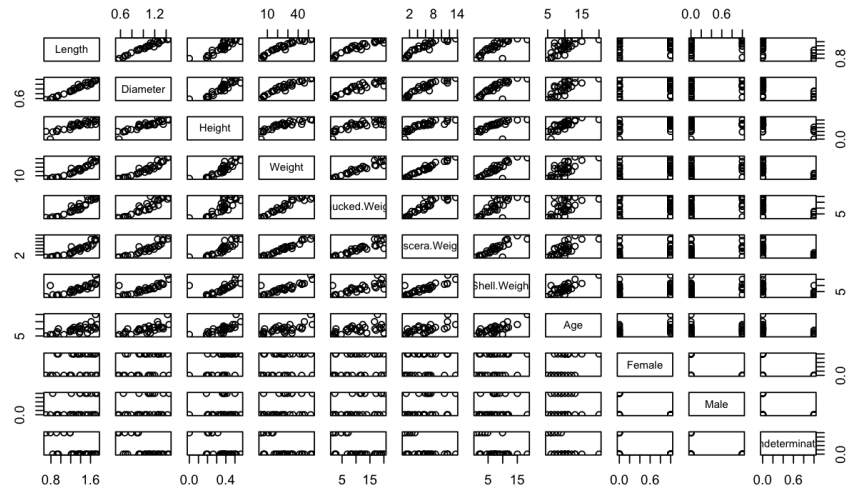 0.6 1.2 10 40 2 8 14 5 15 0.0 0.6
Length 0.8
0.6 Diameter
Height 0.0
10 Weight
ucked.Weig 5
2 scera.Weig
Shell.Weigh 5
5 Age
Female 0.0
0.0 Male
ndeterminat 0.0
0.8 1.6 0.0 0.4 5 15 5 15 0.0 0.6 0.0 0.6